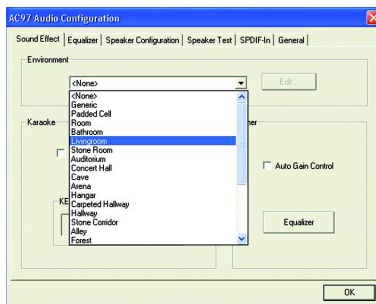 AC97 Audio Configuration
Sound Effect Equalizer Speaker Configuration Speaker Test SPDIF-In General
Environment
<None>
Edit...
<None>
Generic
Padded Cell
Room
Bathroom
Livingroom
Stone Room
Auditorium
Concert Hall
Cave
Arena
Hangar
Carpeted Hallway
Hallway
Stone Corridor
Alley
Forest
Karaoke
KE
Auto Gain Control
Equalizer
OK